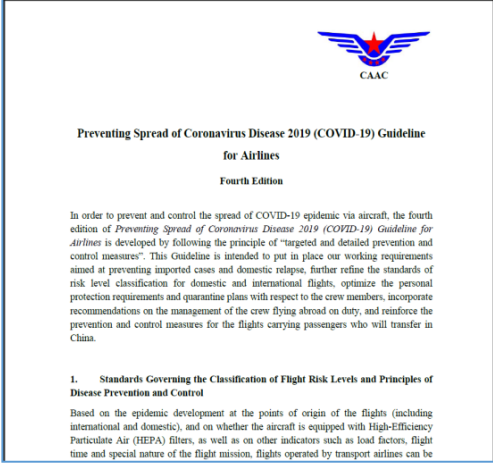 CAAC
Preventing Spread of Coronavirus Disease 2019 (COVID-19) Guideline
for Airlines
Fourth Edition
In order to prevent and control the spread of COVID-19 epidemic via aircraft, the fourth
edition of Preventing Spread of Coronavirus Disease 2019 (COVID-19) Guideline for
Airlines is developed by following the principle of “targeted and detailed prevention and
control measures”. This Guideline is intended to put in place our working requirements
aimed at preventing imported cases and domestic relapse, further refine the standards of
risk level classification for domestic and international flights, optimize the personal
protection requirements and quarantine plans with respect to the crew members, incorporate
recommendations on the management of the crew flying abroad on duty, and reinforce the
prevention and control measures for the flights carrying passengers who will transfer in
China.
1. Standards Governing the Classification of Flight Risk Levels and Principles of
Disease Prevention and Control
Based on the epidemic development at the points of origin of the flights (including
international and domestic), and on whether the aircraft is equipped with High-Efficiency
Particulate Air (HEPA) filters, as well as on other indicators such as load factors, flight
time and special nature of the flight mission, flights operated by transport airlines can be